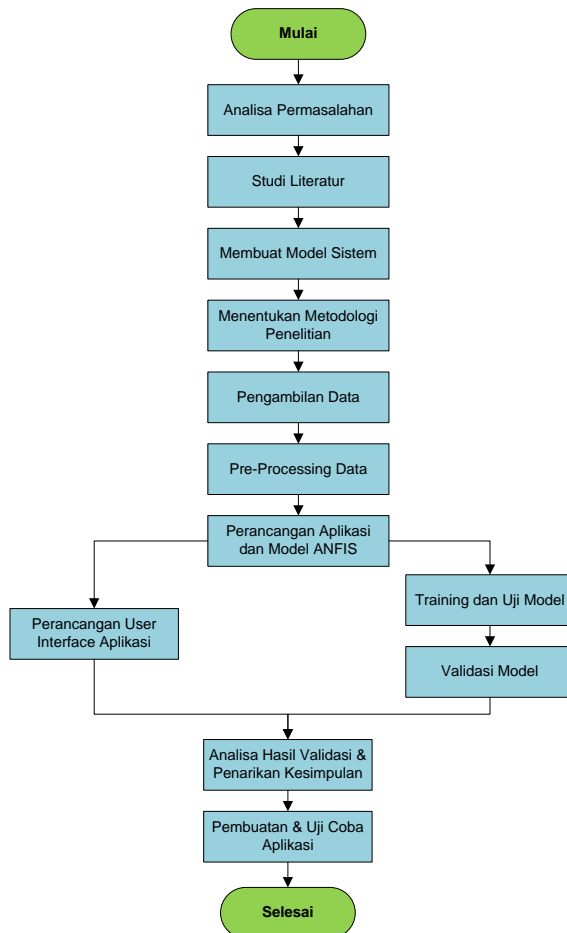 Mulai
Analisa Permasalahan
Studi Literatur
Membuat Model Sistem
Menentukan Metodologi
Penelitian
Pengambilan Data
Pre-Processing Data
Perancangan Aplikasi
dan Model ANFIS
Perancangan User
Interface Aplikasi
Training dan Uji Model
Validasi Model
Analisa Hasil Validasi &
Penarikan Kesimpulan
Pembuatan & Uji Coba
Aplikasi
Selesai